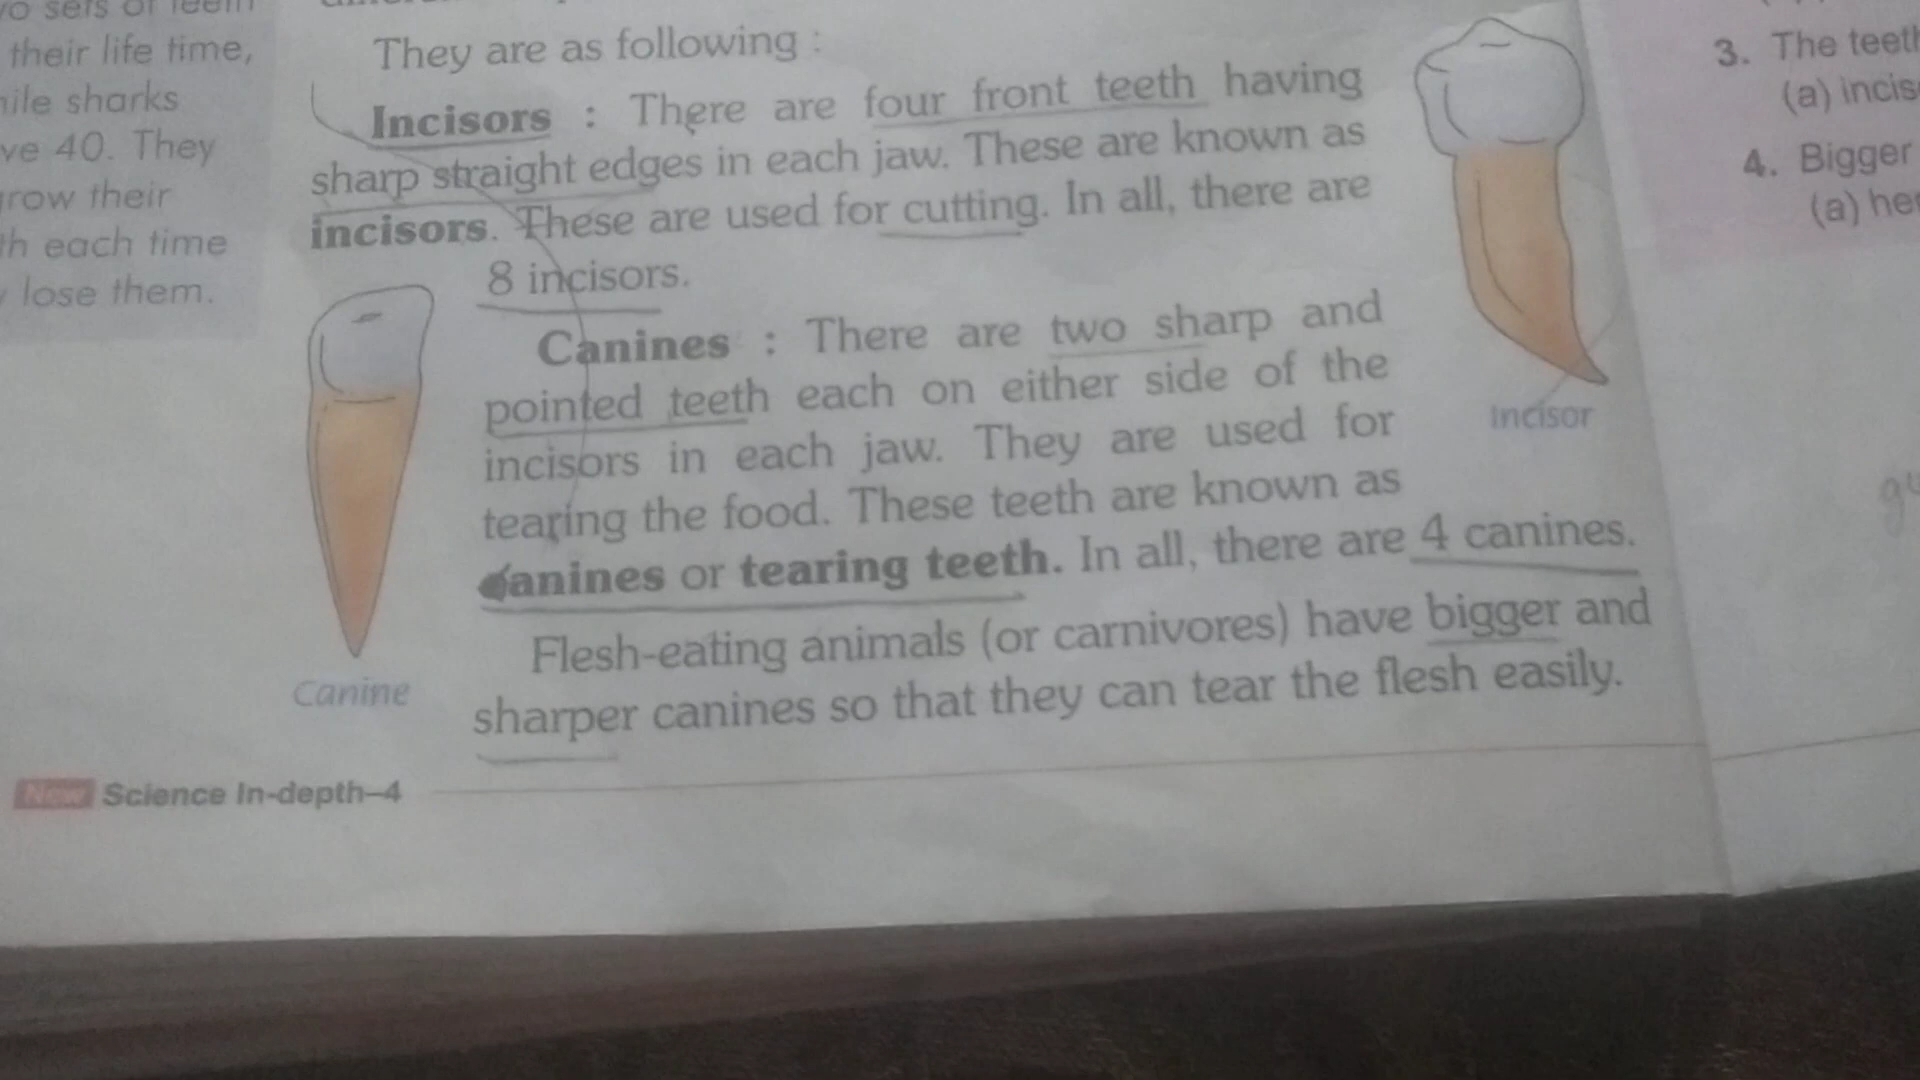 their life time,
sharks
ve 40. They
row their
th each time
lose them.
They are as following :
Incisors : There are four front teeth having
sharp straight edges in each jaw. These are known as
incisors. These are used for cutting. In all, there are
8 incisors.
Canines : There are two sharp and
pointed teeth each on either side of the
incisors in each jaw. They are used for
tearing the food. These teeth are known as
canines or tearing teeth. In all, there are 4 canines.
Flesh-eating animals (or carnivores) have bigger and
sharper canines so that they can tear the flesh easily.
Incisor
Canine
New Science In-depth–4
3. The teeth
(a) incis
4. Bigger
(a) her